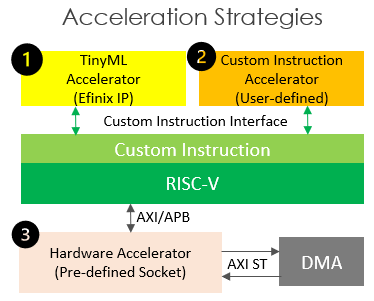 Acceleration Strategies
1
TinyML
Accelerator
(Efinix IP)
2
Custom Instruction
Accelerator
(User-defined)
Custom Instruction Interface
Custom Instruction
RISC-V
AXI/APB
3
Hardware Accelerator
(Pre-defined Socket)
AXI ST
DMA